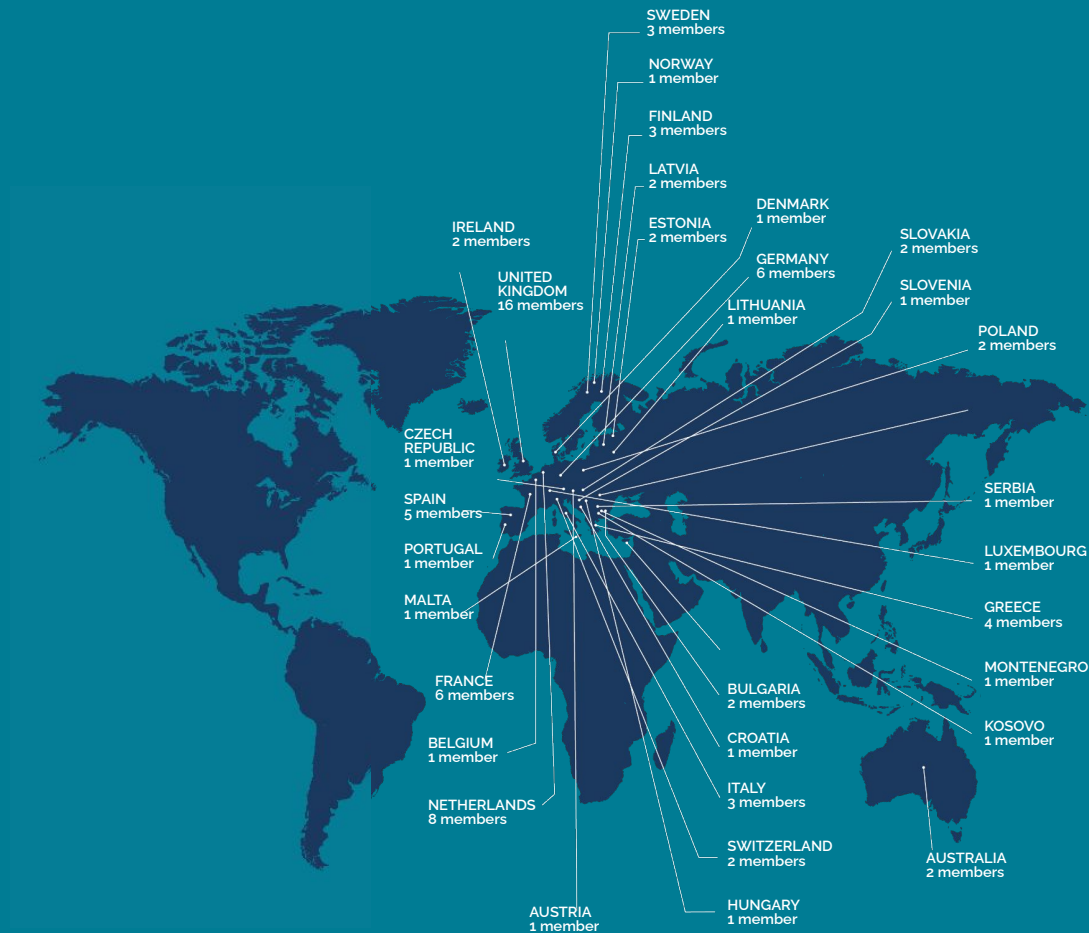 SWEDEN
3 members
NORWAY
1 member
FINLAND
3 members
LATVIA
2 members
DENMARK
1 member
IRELAND
2 members
ESTONIA
2 members
SLOVAKIA
2 members
GERMANY
6 members
UNITED
KINGDOM
16 members
SLOVENIA
1 member
LITHUANIA
1 member
POLAND
2 members
CZECH
REPUBLIC
1 member
SPAIN
5 members
SERBIA
1 member
PORTUGAL
1 member
LUXEMBOURG
1 member
MALTA
1 member
GREECE
4 members
FRANCE
6 members
MONTENEGRO
1 member
BULGARIA
2 members
KOSOVO
1 member
BELGIUM
1 member
CROATIA
1 member
NETHERLANDS
8 members
ITALY
3 members
SWITZERLAND
2 members
AUSTRALIA
2 members
AUSTRIA
1 member
HUNGARY
1 member